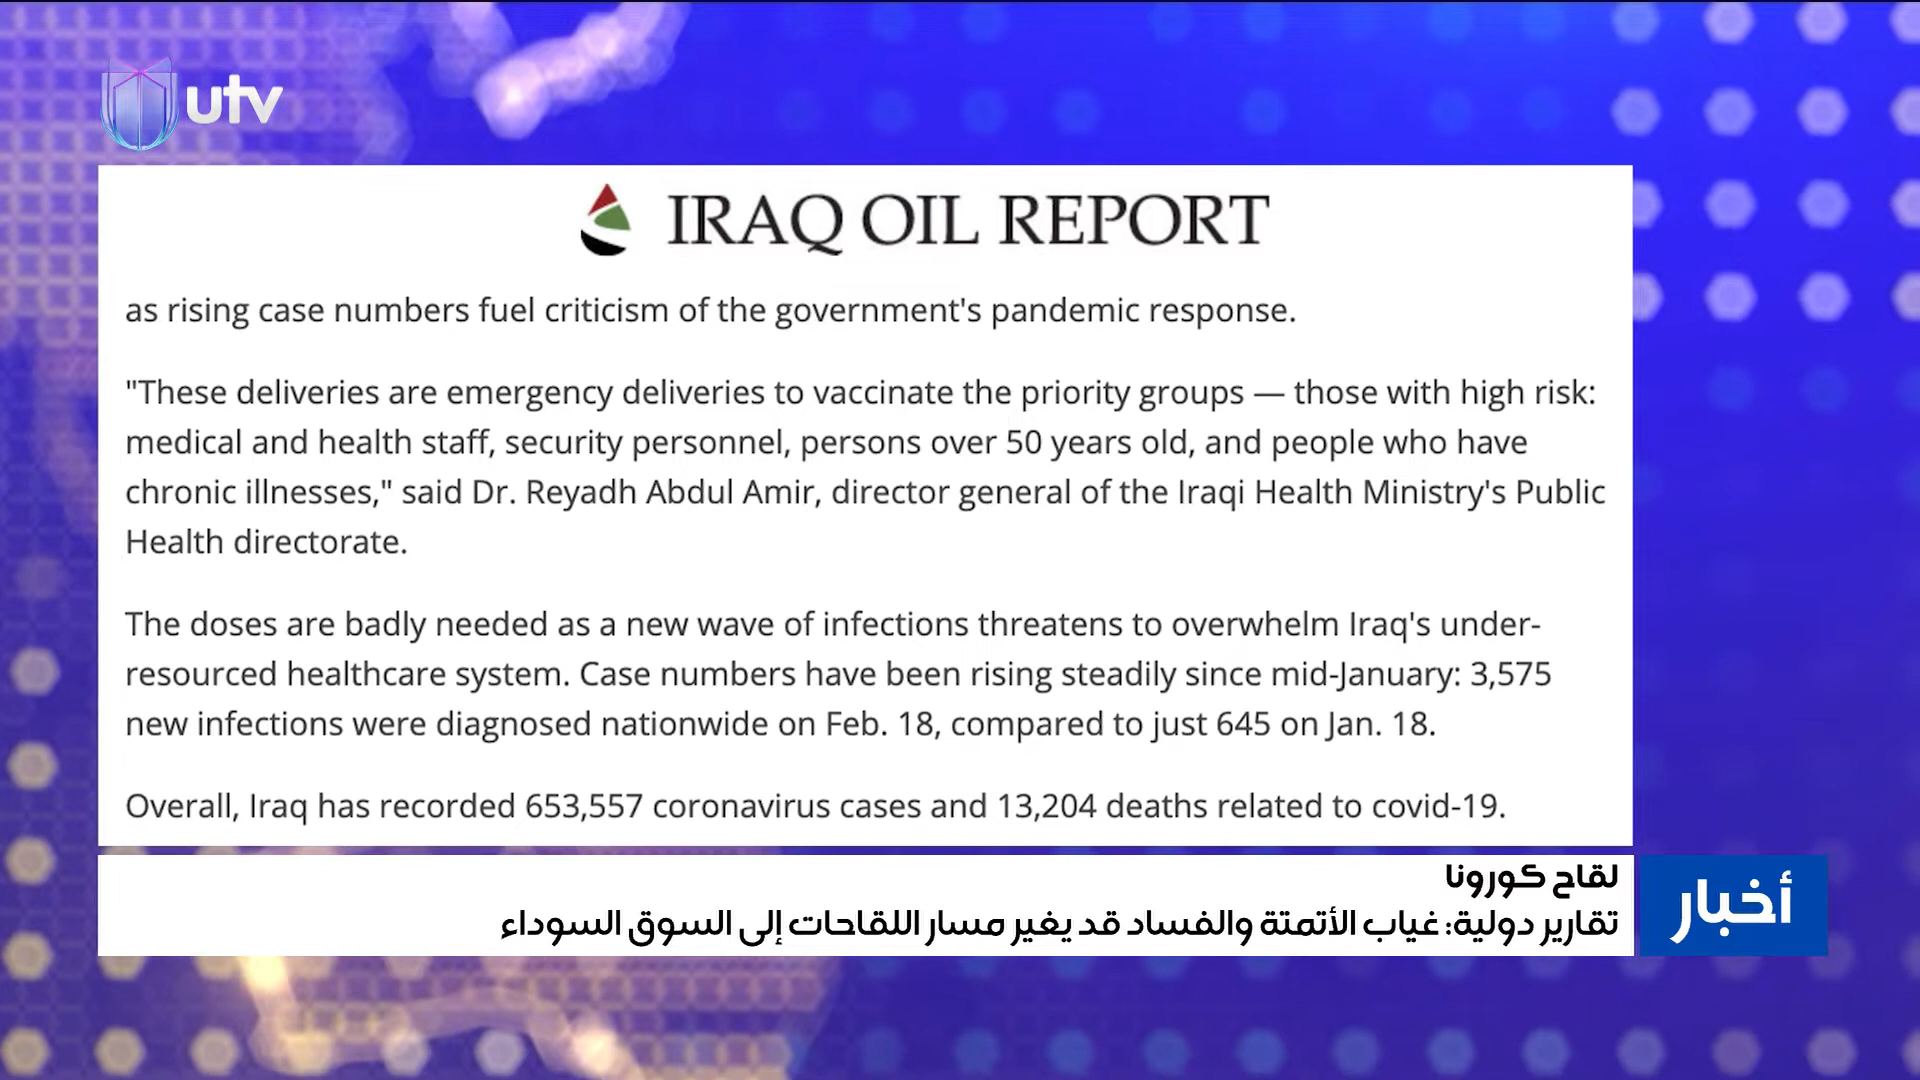 utv
IRAQ OIL REPORT
as rising case numbers fuel criticism of the government's pandemic response.
"These deliveries are emergency deliveries to vaccinate the priority groups — those with high risk:
medical and health staff, security personnel, persons over 50 years old, and people who have
chronic illnesses," said Dr. Reyadh Abdul Amir, director general of the Iraqi Health Ministry's Public
Health directorate.
The doses are badly needed as a new wave of infections threatens to overwhelm Iraq's under-
resourced healthcare system. Case numbers have been rising steadily since mid-January: 3,575
new infections were diagnosed nationwide on Feb. 18, compared to just 645 on Jan. 18.
Overall, Iraq has recorded 653,557 coronavirus cases and 13,204 deaths related to covid-19.
أخبار
لقاح كورونا
تقارير دولية: غياب الأتمتة والفساد قد يغير مسار اللقاحات إلى السوق السوداء